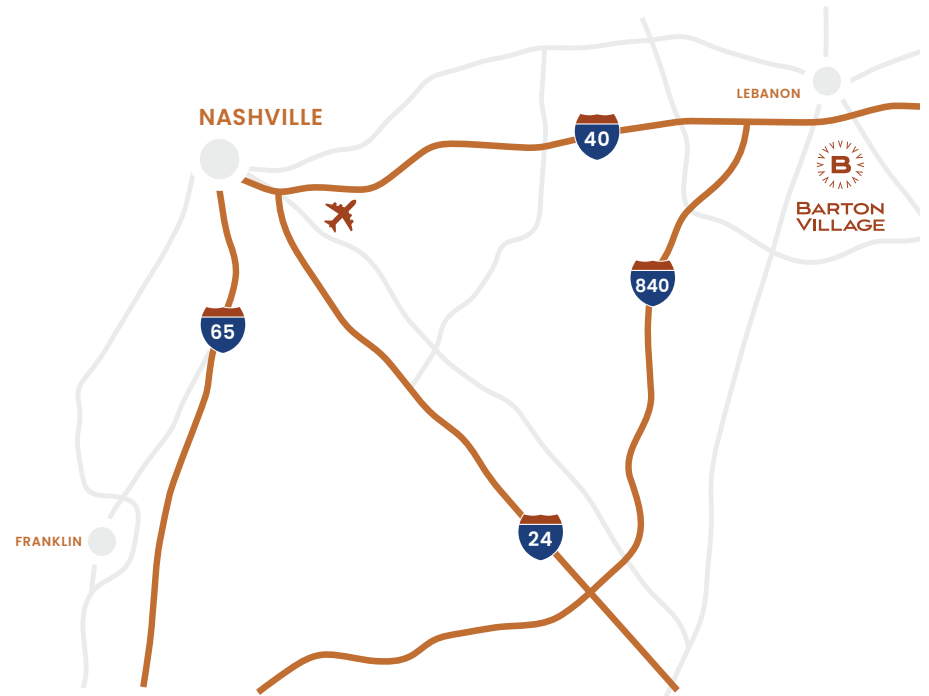 LEBANON
NASHVILLE
40
B
BARTON
VILLAGE
840
65
24
FRANKLIN